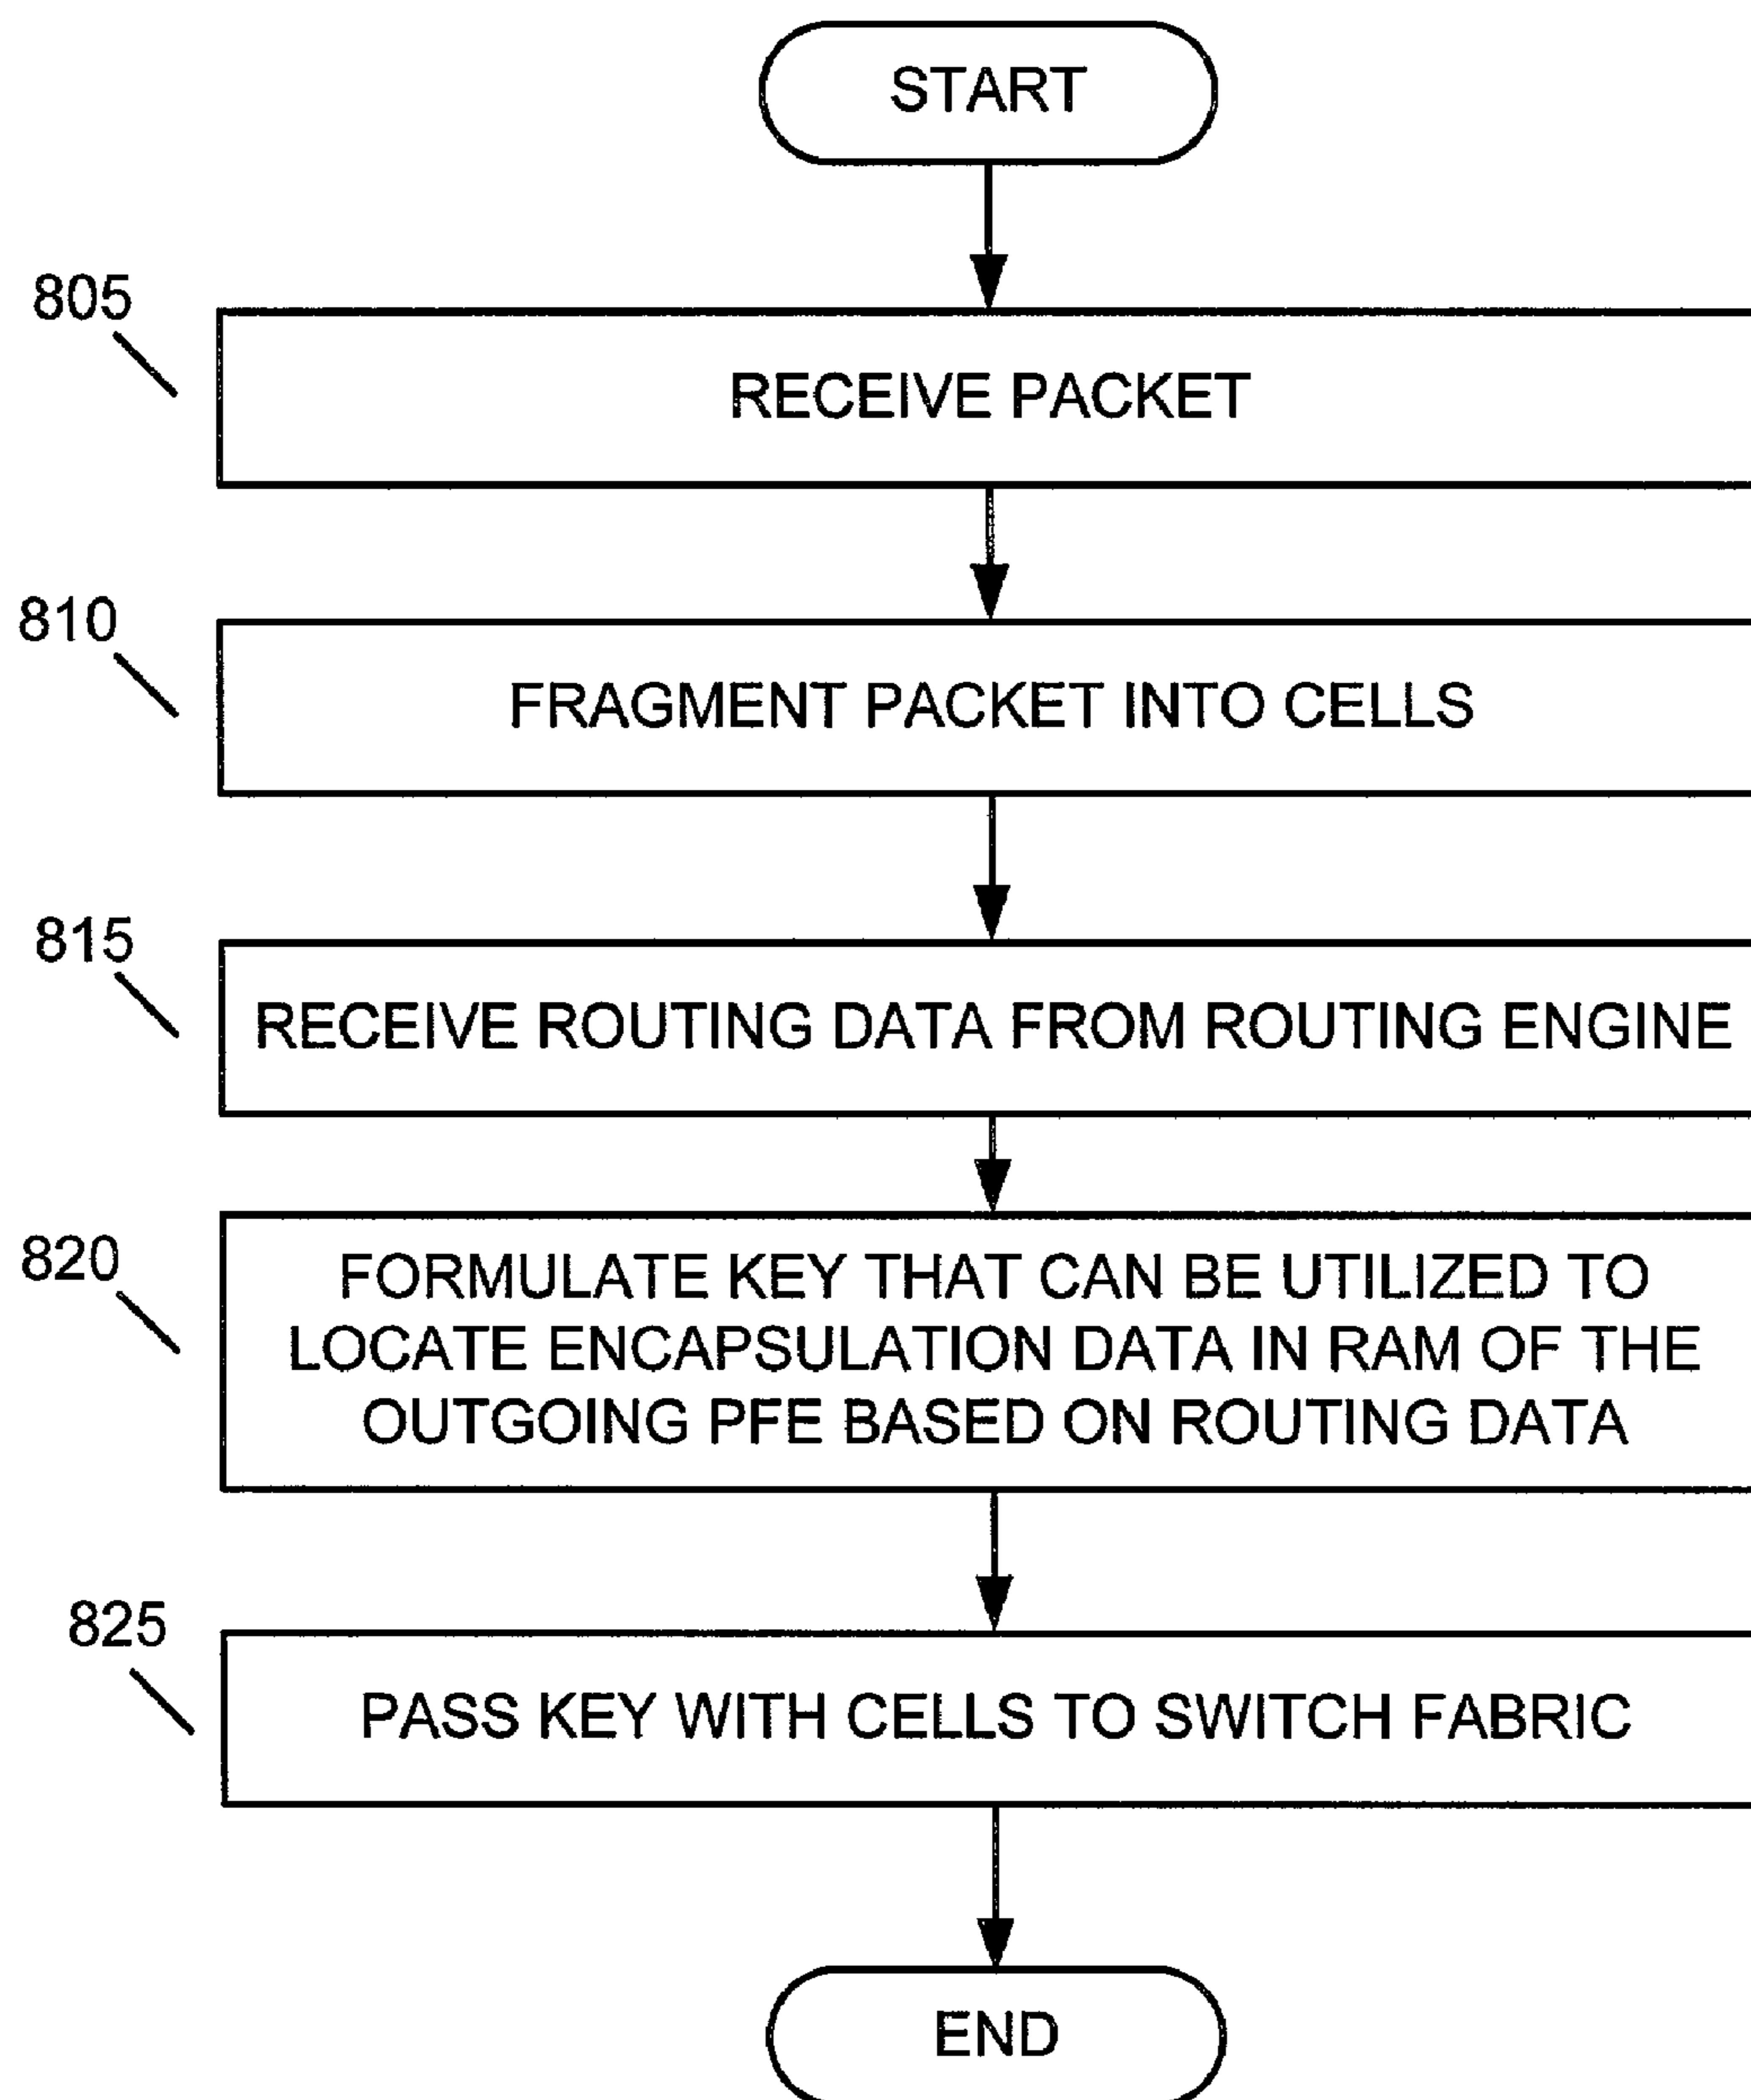 START
805
RECEIVE PACKET
810
FRAGMENT PACKET INTO CELLS
815
RECEIVE ROUTING DATA FROM ROUTING ENGINE
820
FORMULATE KEY THAT CAN BE UTILIZED TO
LOCATE ENCAPSULATION DATA IN RAM OF THE
OUTGOING PFE BASED ON ROUTING DATA
825
PASS KEY WITH CELLS TO SWITCH FABRIC
END